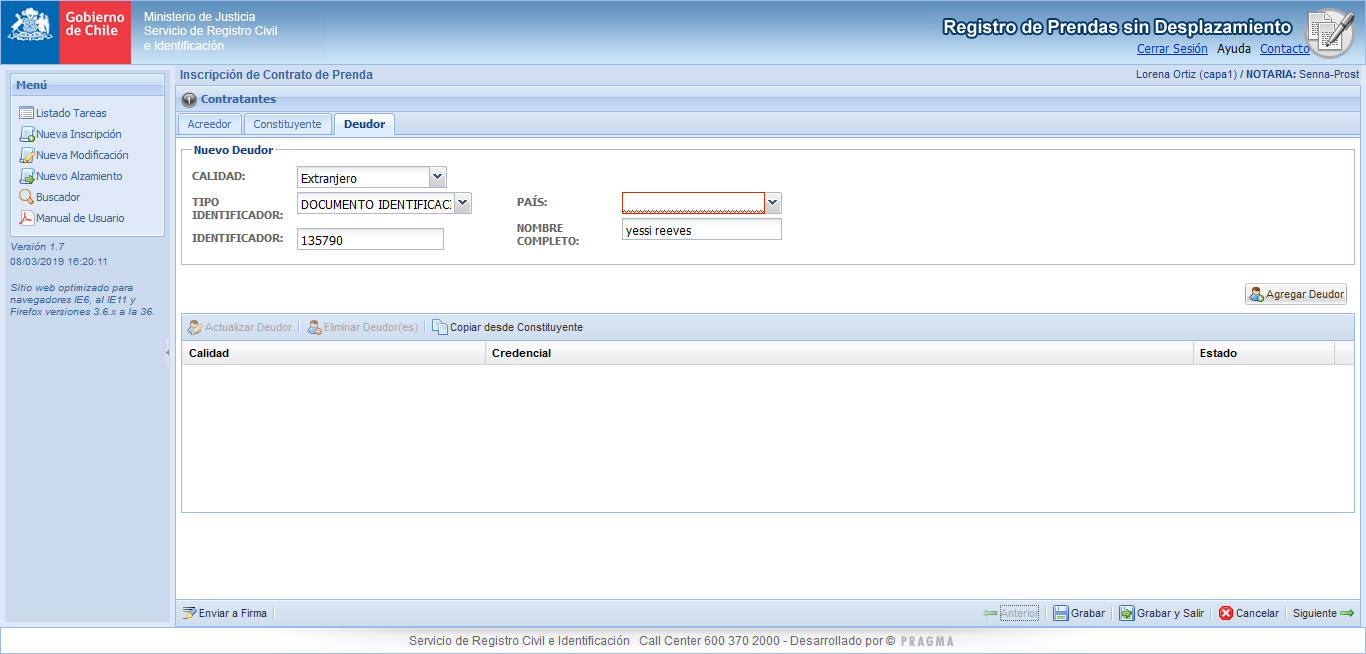 Gobierno
de Chile
Ministerio de Justicia
Servicio de Registro Civil
e Identificación
Registro de Prendas sin Desplazamiento
Cerrar Sesión Ayuda Contacto
Menú
Listado Tareas
Nueva Inscripción
Nueva Modificación
Nuevo Alzamiento
Buscador
Manual de Usuario
Versión 1.7
08/03/2019 16:20:11
Sitio web optimizado para
navegadores IE6, al IE11 y
Firefox versiones 3.6.x a la 36.
Inscripción de Contrato de Prenda
Lorena Ortiz (capa1) / NOTARIA: Senna-Prost
Contratantes
Acreedor Constituyente Deudor
Nuevo Deudor
CALIDAD: Extranjero
TIPO
IDENTIFICADOR: DOCUMENTO IDENTIFICAC
PAÍS:
IDENTIFICADOR: 135790
NOMBRE
COMPLETO: yessi reeves
Agregar Deudor
Actualizar Deudor Eliminar Deudor(es) Copiar desde Constituyente
Calidad Credencial Estado
Enviar a Firma Anterior Grabar Grabar y Salir Cancelar Siguiente
Servicio de Registro Civil e Identificación Call Center 600 370 2000 - Desarrollado por © PRAGMA